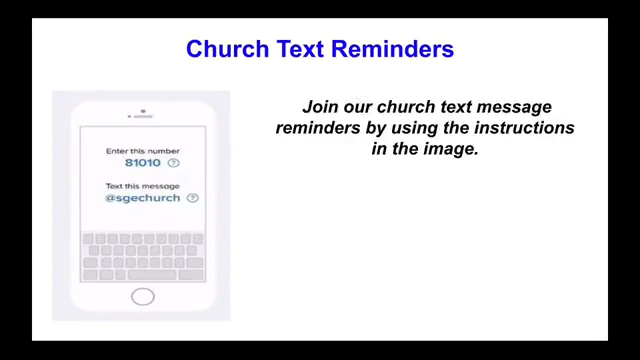 Church Text Reminders
Join our church text message
reminders by using the instructions
in the image.
Enter this number
81010 ?
Text this message
@sgechurch ?